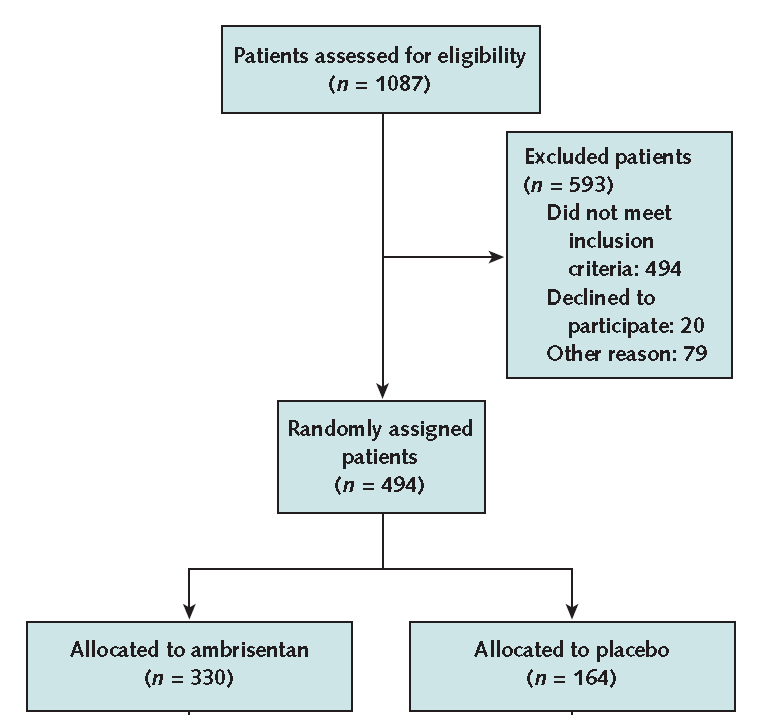 Patients assessed for eligibility
(n = 1087)
Excluded patients
(n = 593)
Did not meet
inclusion
criteria: 494
Declined to
participate: 20
Other reason: 79
Randomly assigned
patients
(n = 494)
Allocated to ambrisentan
(n = 330)
Allocated to placebo
(n = 164)